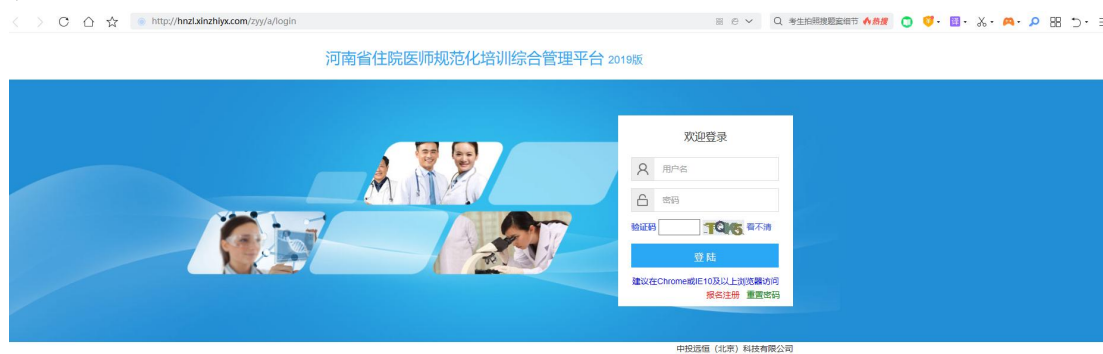 http://hnzl.xinzhiyx.com/zyy/a/login
考生拍照搜题案细节 热搜
河南省住院医师规范化培训综合管理平台 2019版
欢迎登录
用户名
密码
验证码 看不清
登 陆
建议在Chrome或IE10及以上浏览器访问
报名注册 重置密码
中投远恒（北京）科技有限公司